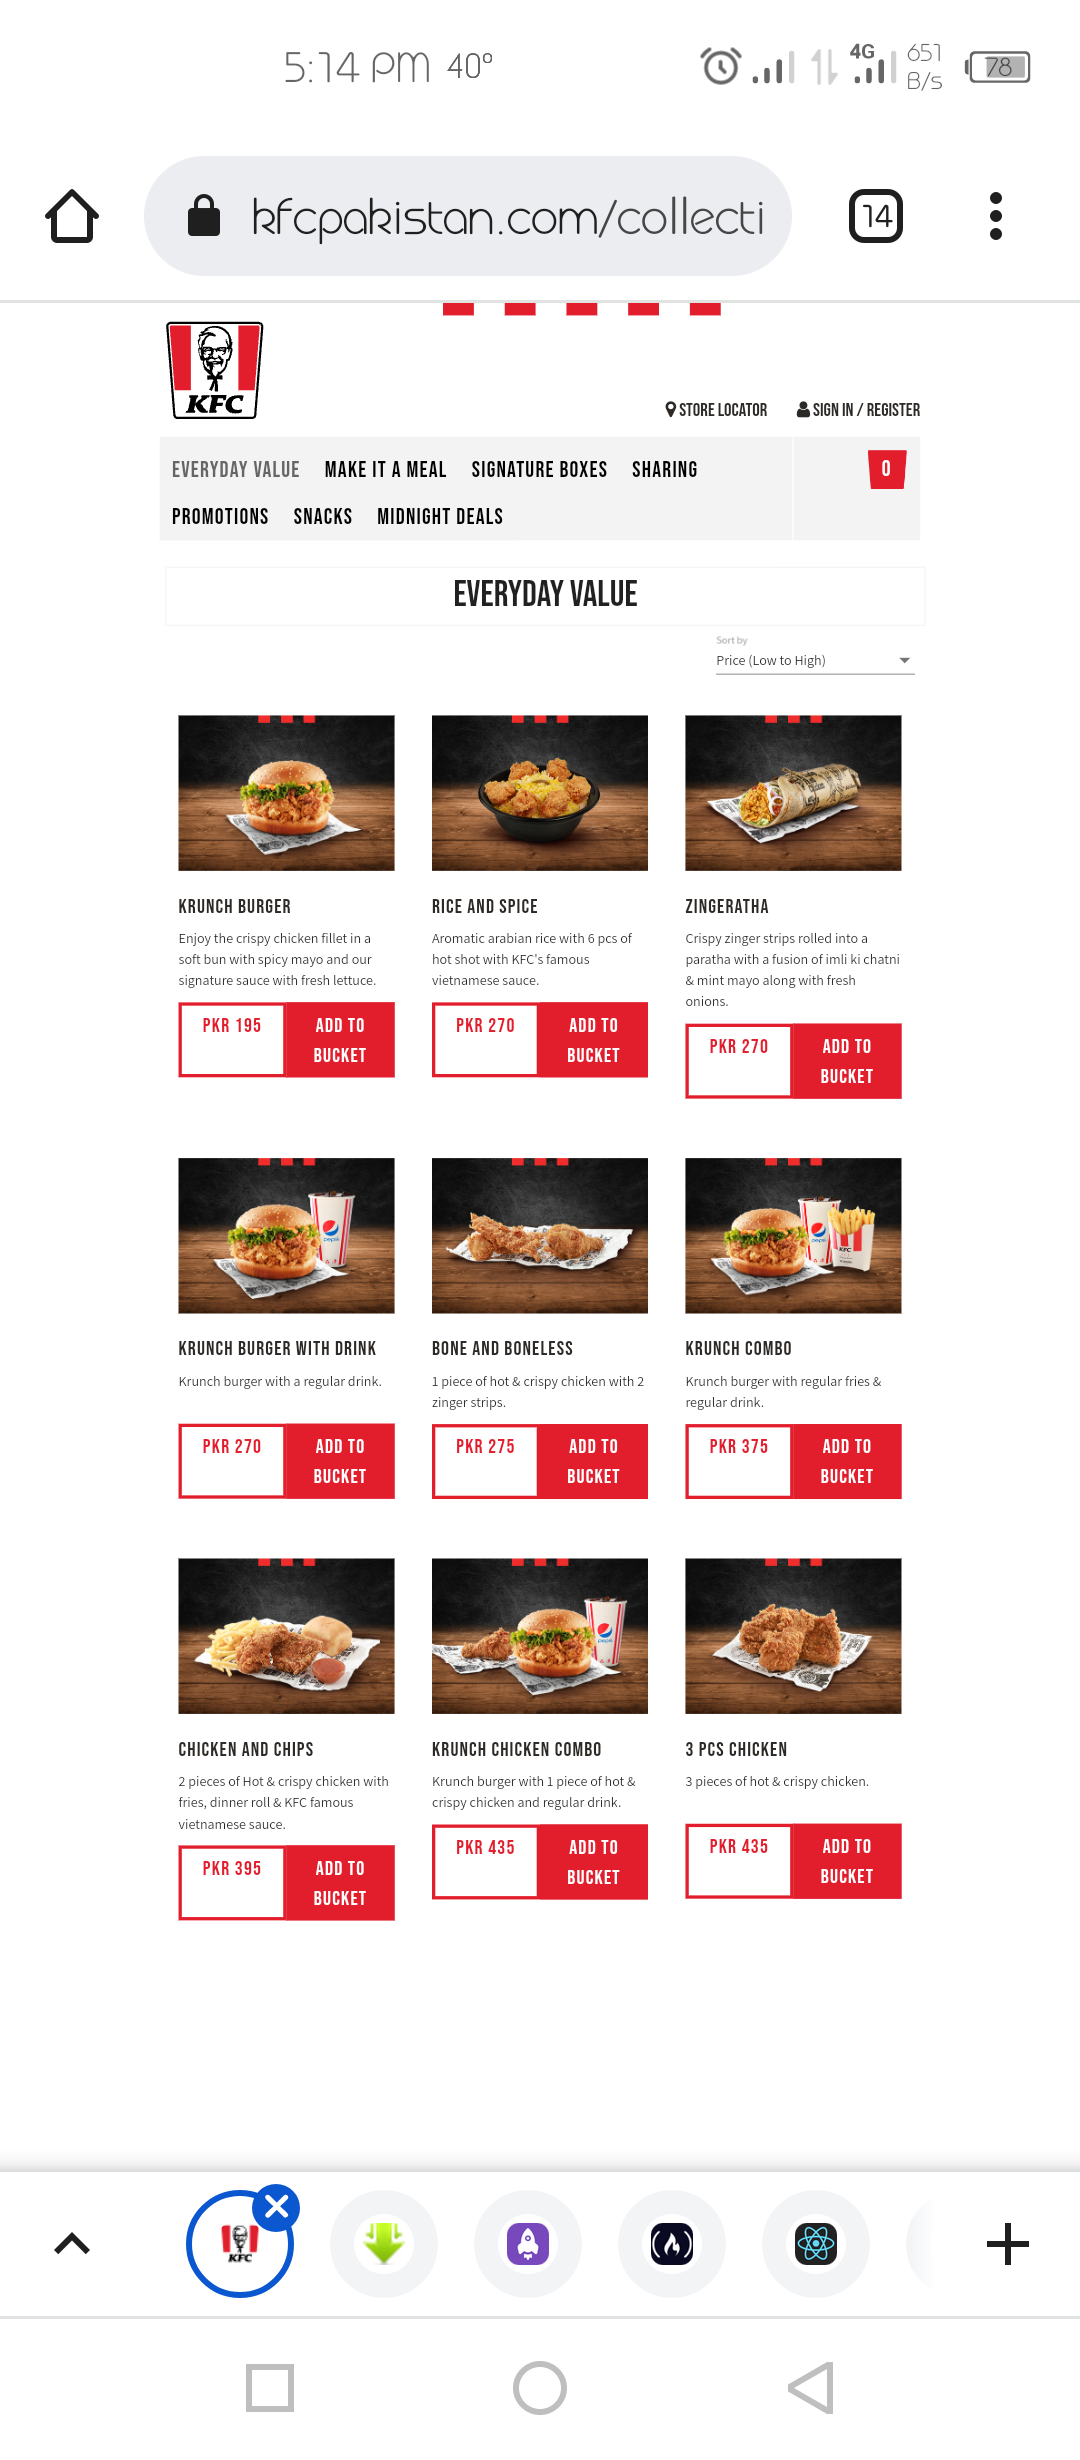 5:14 PM 40° 4G 651 B/s 78
kfcpakistan.com/collecti 14
KFC
STORE LOCATOR SIGN IN / REGISTER
EVERYDAY VALUE MAKE IT A MEAL SIGNATURE BOXES SHARING 0
PROMOTIONS SNACKS MIDNIGHT DEALS
EVERYDAY VALUE
Sort by
Price (Low to High)
KRUNCH BURGER
Enjoy the crispy chicken fillet in a
soft bun with spicy mayo and our
signature sauce with fresh lettuce.
PKR 195 ADD TO
BUCKET
RICE AND SPICE
Aromatic arabian rice with 6 pcs of
hot shot with KFC's famous
vietnamese sauce.
PKR 270 ADD TO
BUCKET
ZINGERATHA
Crispy zinger strips rolled into a
paratha with a fusion of imli ki chatni
& mint mayo along with fresh
onions.
PKR 270 ADD TO
BUCKET
pepsi
KRUNCH BURGER WITH DRINK
Krunch burger with a regular drink.
PKR 270 ADD TO
BUCKET
BONE AND BONELESS
1 piece of hot & crispy chicken with 2
zinger strips.
PKR 275 ADD TO
BUCKET
pepsi
KFC
KRUNCH COMBO
Krunch burger with regular fries &
regular drink.
PKR 375 ADD TO
BUCKET
CHICKEN AND CHIPS
2 pieces of Hot & crispy chicken with
fries, dinner roll & KFC famous
vietnamese sauce.
PKR 395 ADD TO
BUCKET
pepsi
KRUNCH CHICKEN COMBO
Krunch burger with 1 piece of hot &
crispy chicken and regular drink.
PKR 435 ADD TO
BUCKET
3 PCS CHICKEN
3 pieces of hot & crispy chicken.
PKR 435 ADD TO
BUCKET
KFC